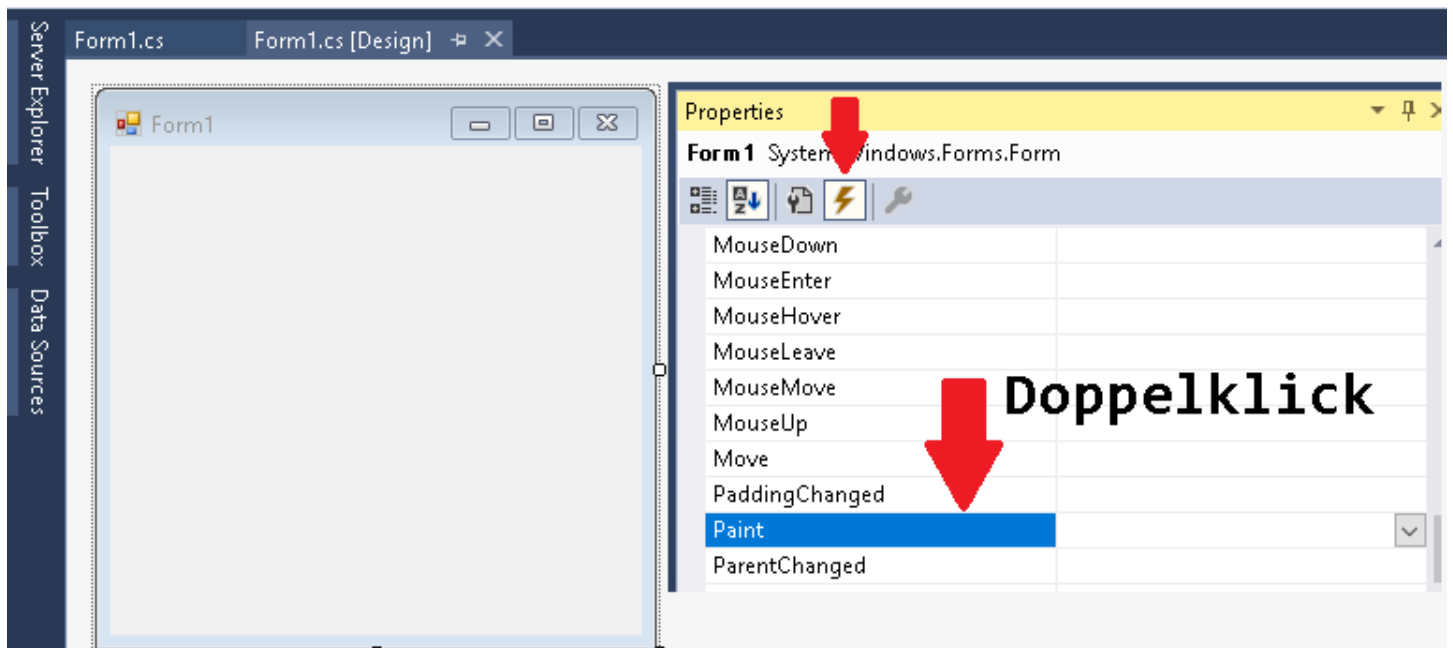 Server Explorer
Toolbox
Data Sources
Form1.cs
Form1.cs [Design]
Form1
Properties
Form1 System.Windows.Forms.Form
MouseDown
MouseEnter
MouseHover
MouseLeave
MouseMove
Doppelklick
MouseUp
Move
PaddingChanged
Paint
ParentChanged